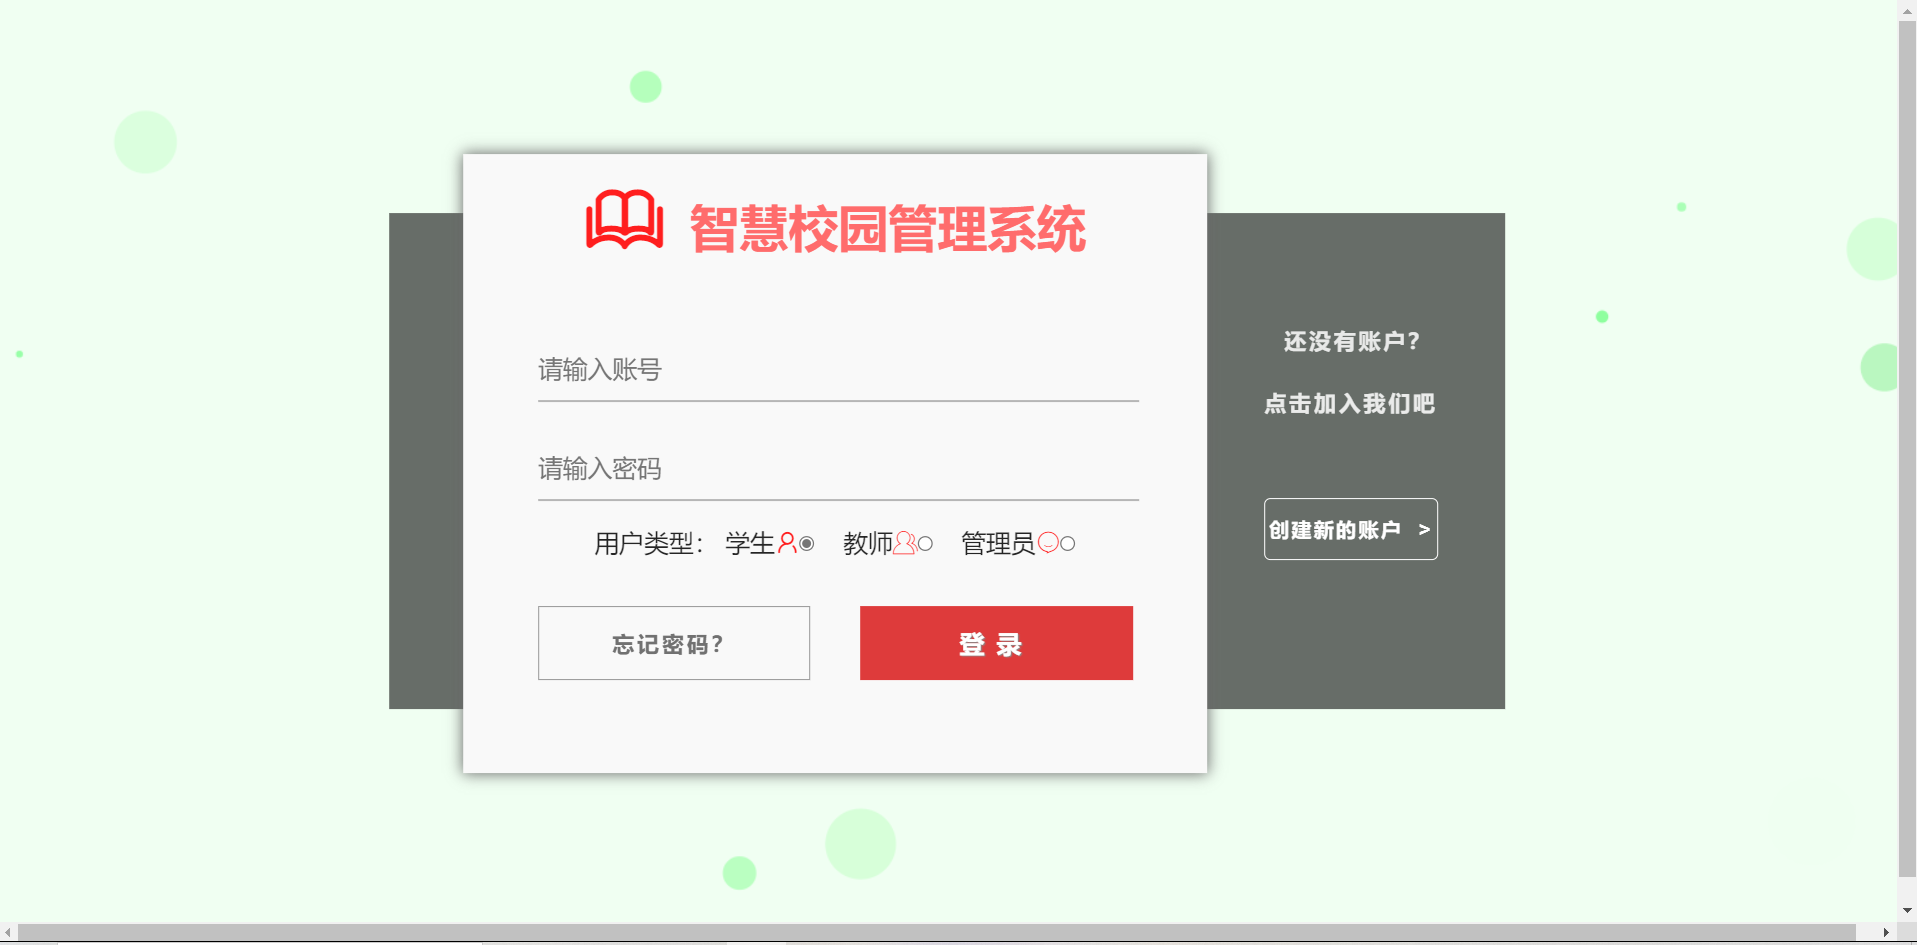 智慧校园管理系统
请输入账号
请输入密码
用户类型： 学生 教师 管理员
忘记密码？
登 录
还没有账户？
点击加入我们吧
创建新的账户 >